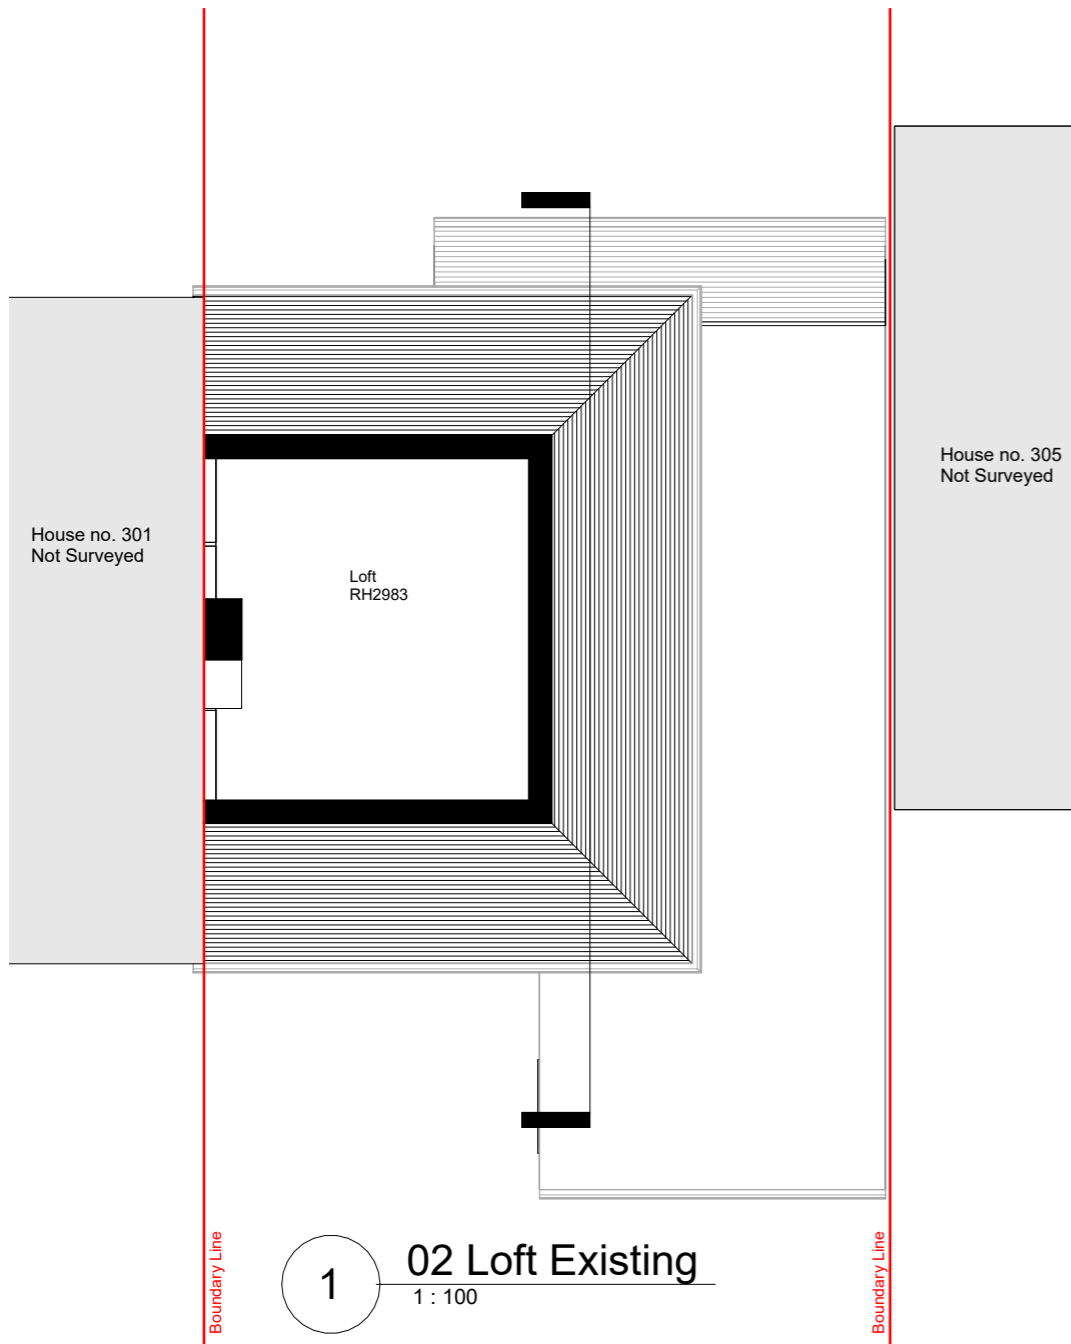 House no. 305
Not Surveyed
House no. 301
Not Surveyed
Loft
RH2983
Boundary Line
Boundary Line
1
02 Loft Existing
1 : 100